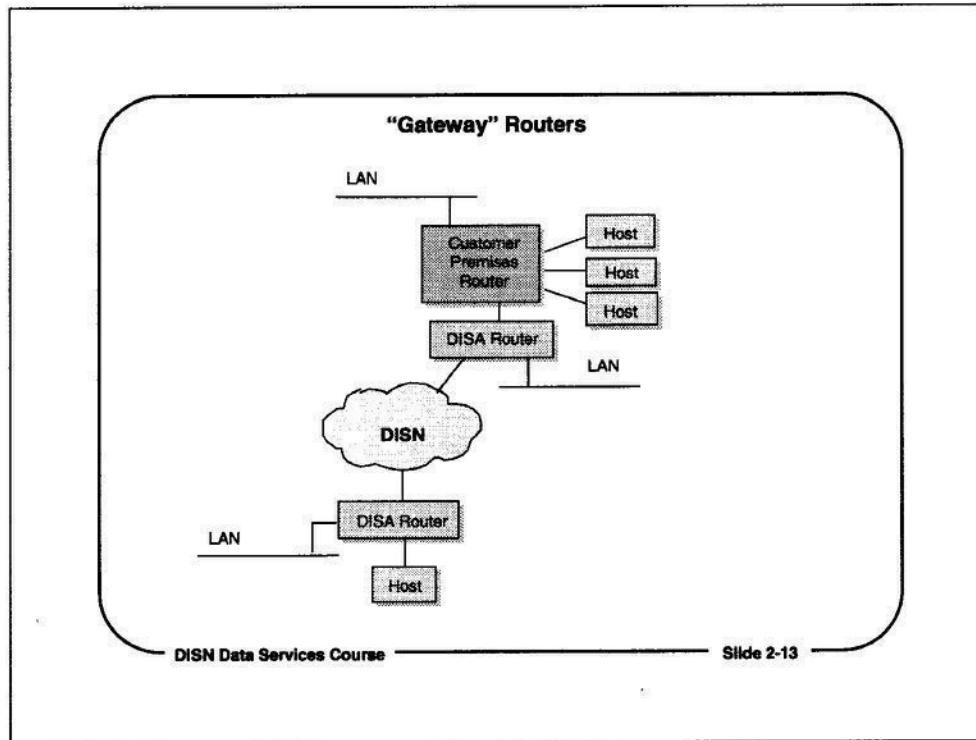 “Gateway” Routers
LAN
Customer
Premises
Router
Host
Host
Host
DISA Router
LAN
DISN
DISA Router
LAN
Host
DISN Data Services Course
Slide 2-13